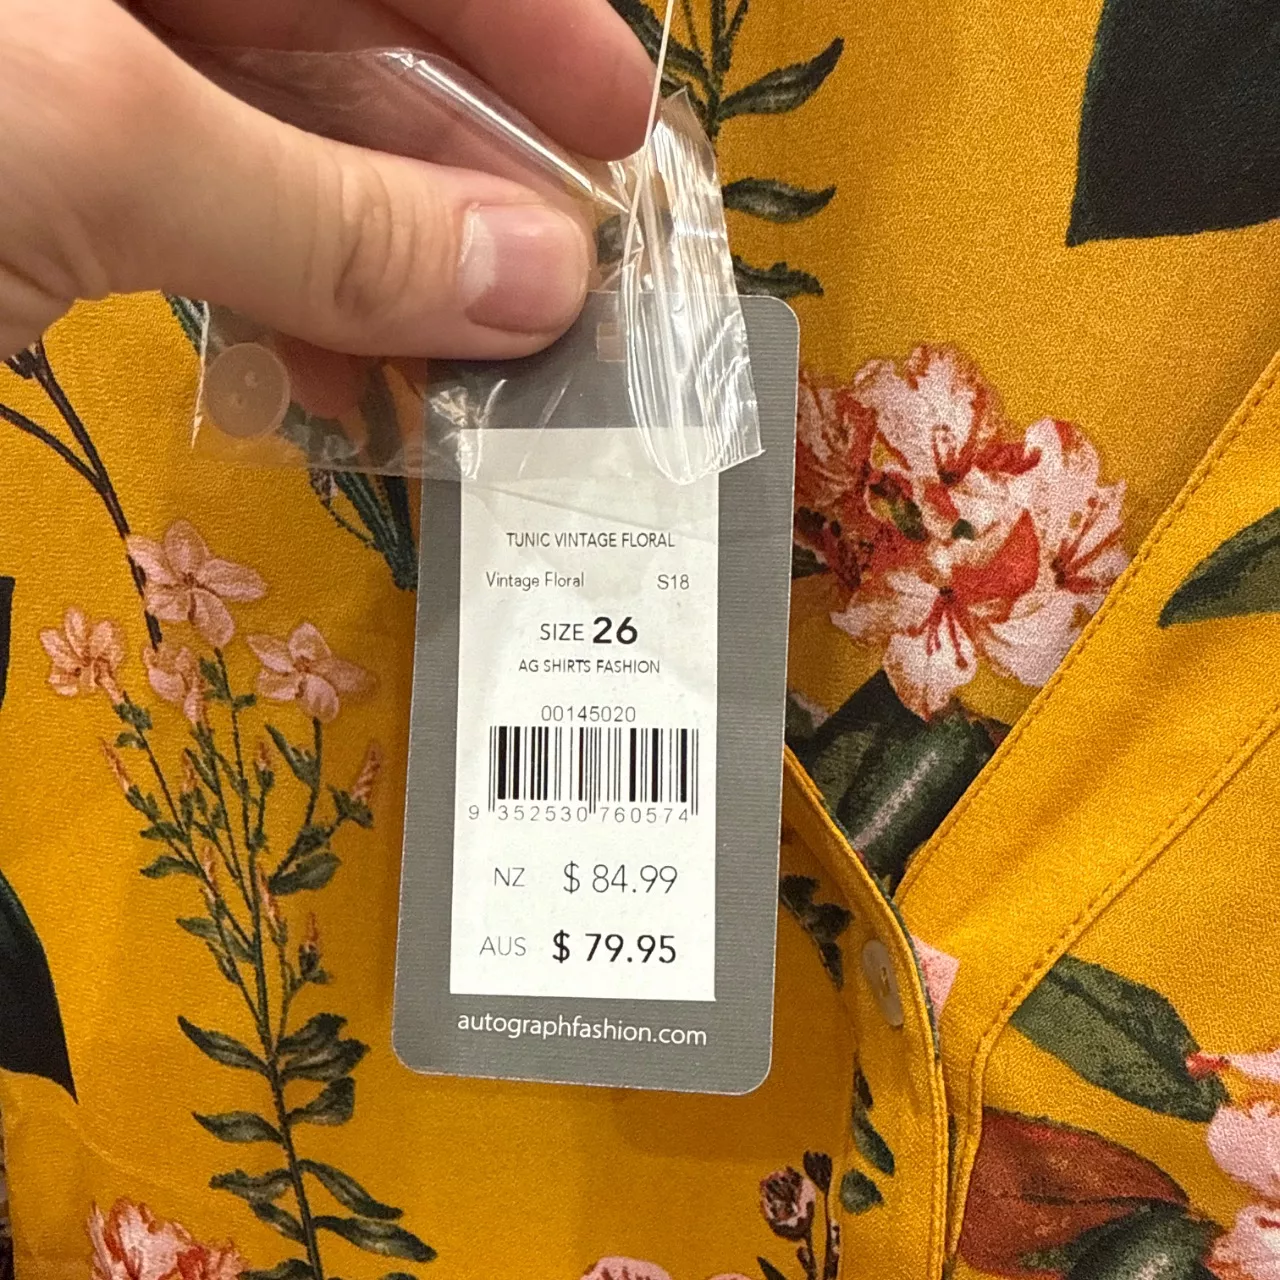 TUNIC VINTAGE FLORAL
Vintage Floral S18
SIZE 26
AG SHIRTS FASHION
00145020
9 352530 760574
NZ $ 84.99
AUS $ 79.95
autographfashion.com